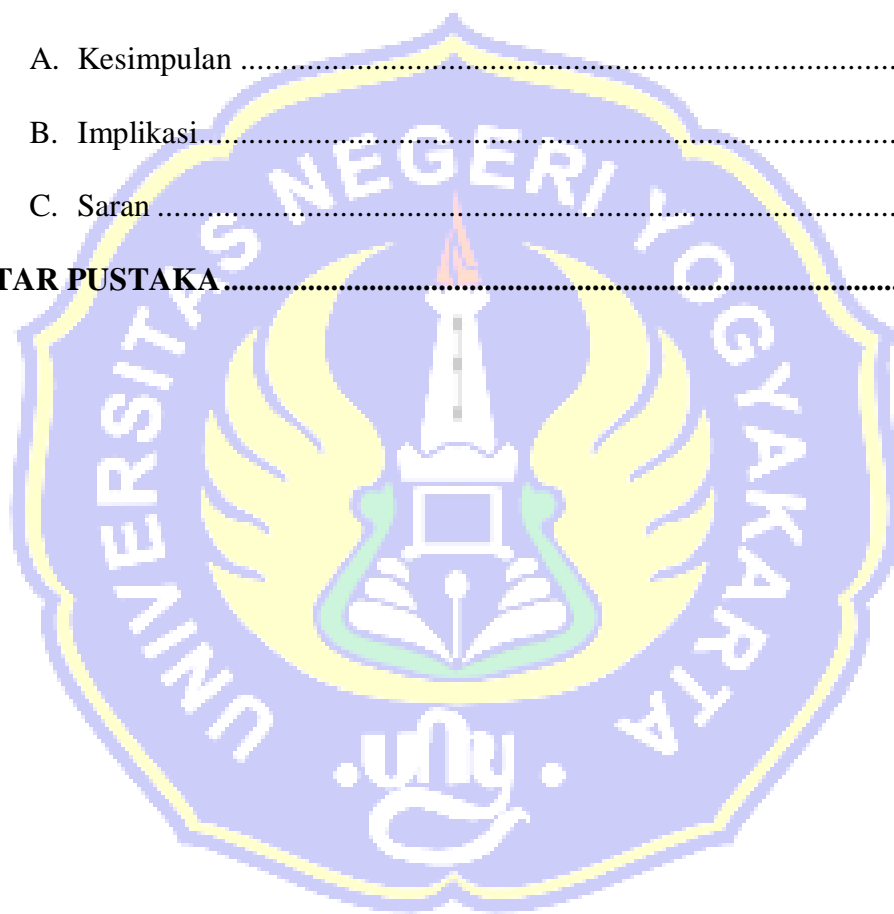 A. Kesimpulan ..................................................................................
B. Implikasi.......................................................................................
C. Saran ............................................................................................
TAR PUSTAKA....................................................................................
UNIVERSITAS NEGERI YOGYAKARTA
uny